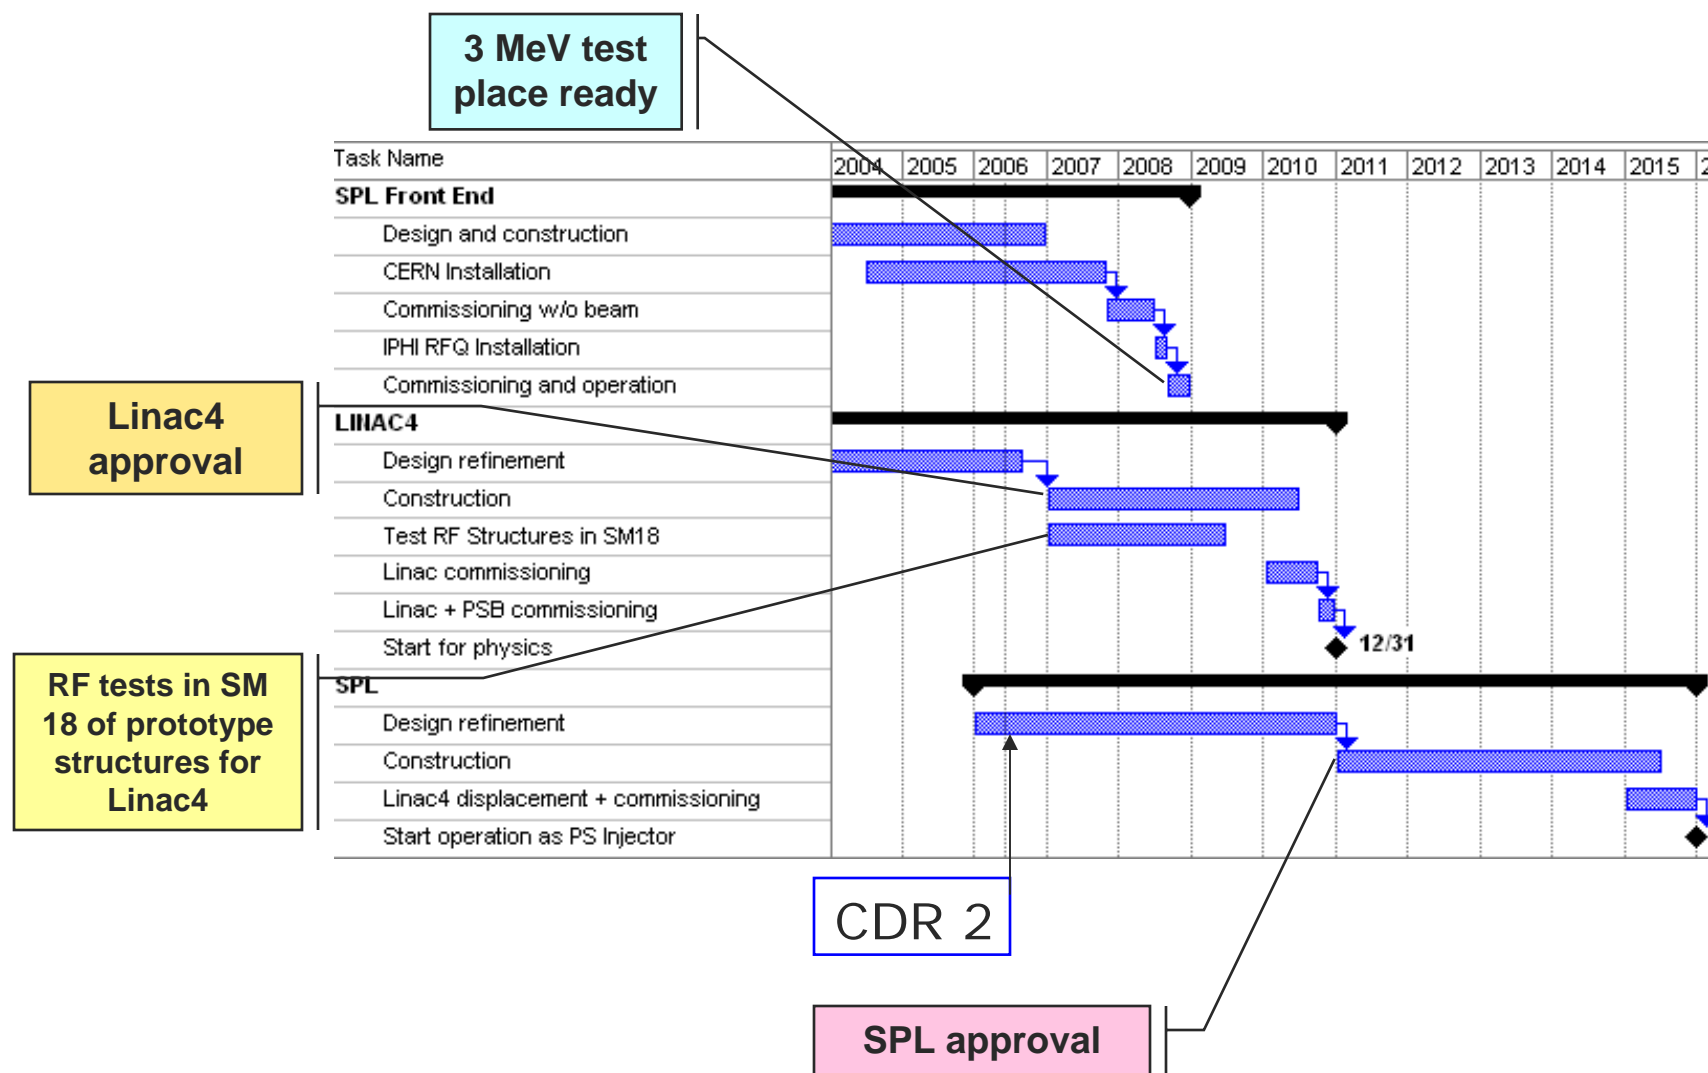 3 MeV test
place ready
Task Name
2004 2005 2006 2007 2008 2009 2010 2011 2012 2013 2014 2015 2
SPL Front End
Design and construction
CERN Installation
Commissioning w/o beam
IPHI RFQ Installation
Commissioning and operation
Linac4
approval
LINAC4
Design refinement
Construction
Test RF Structures in SM18
Linac commissioning
Linac + PSB commissioning
Start for physics
12/31
RF tests in SM
18 of prototype
structures for
Linac4
SPL
Design refinement
Construction
Linac4 displacement + commissioning
Start operation as PS Injector
CDR 2
SPL approval